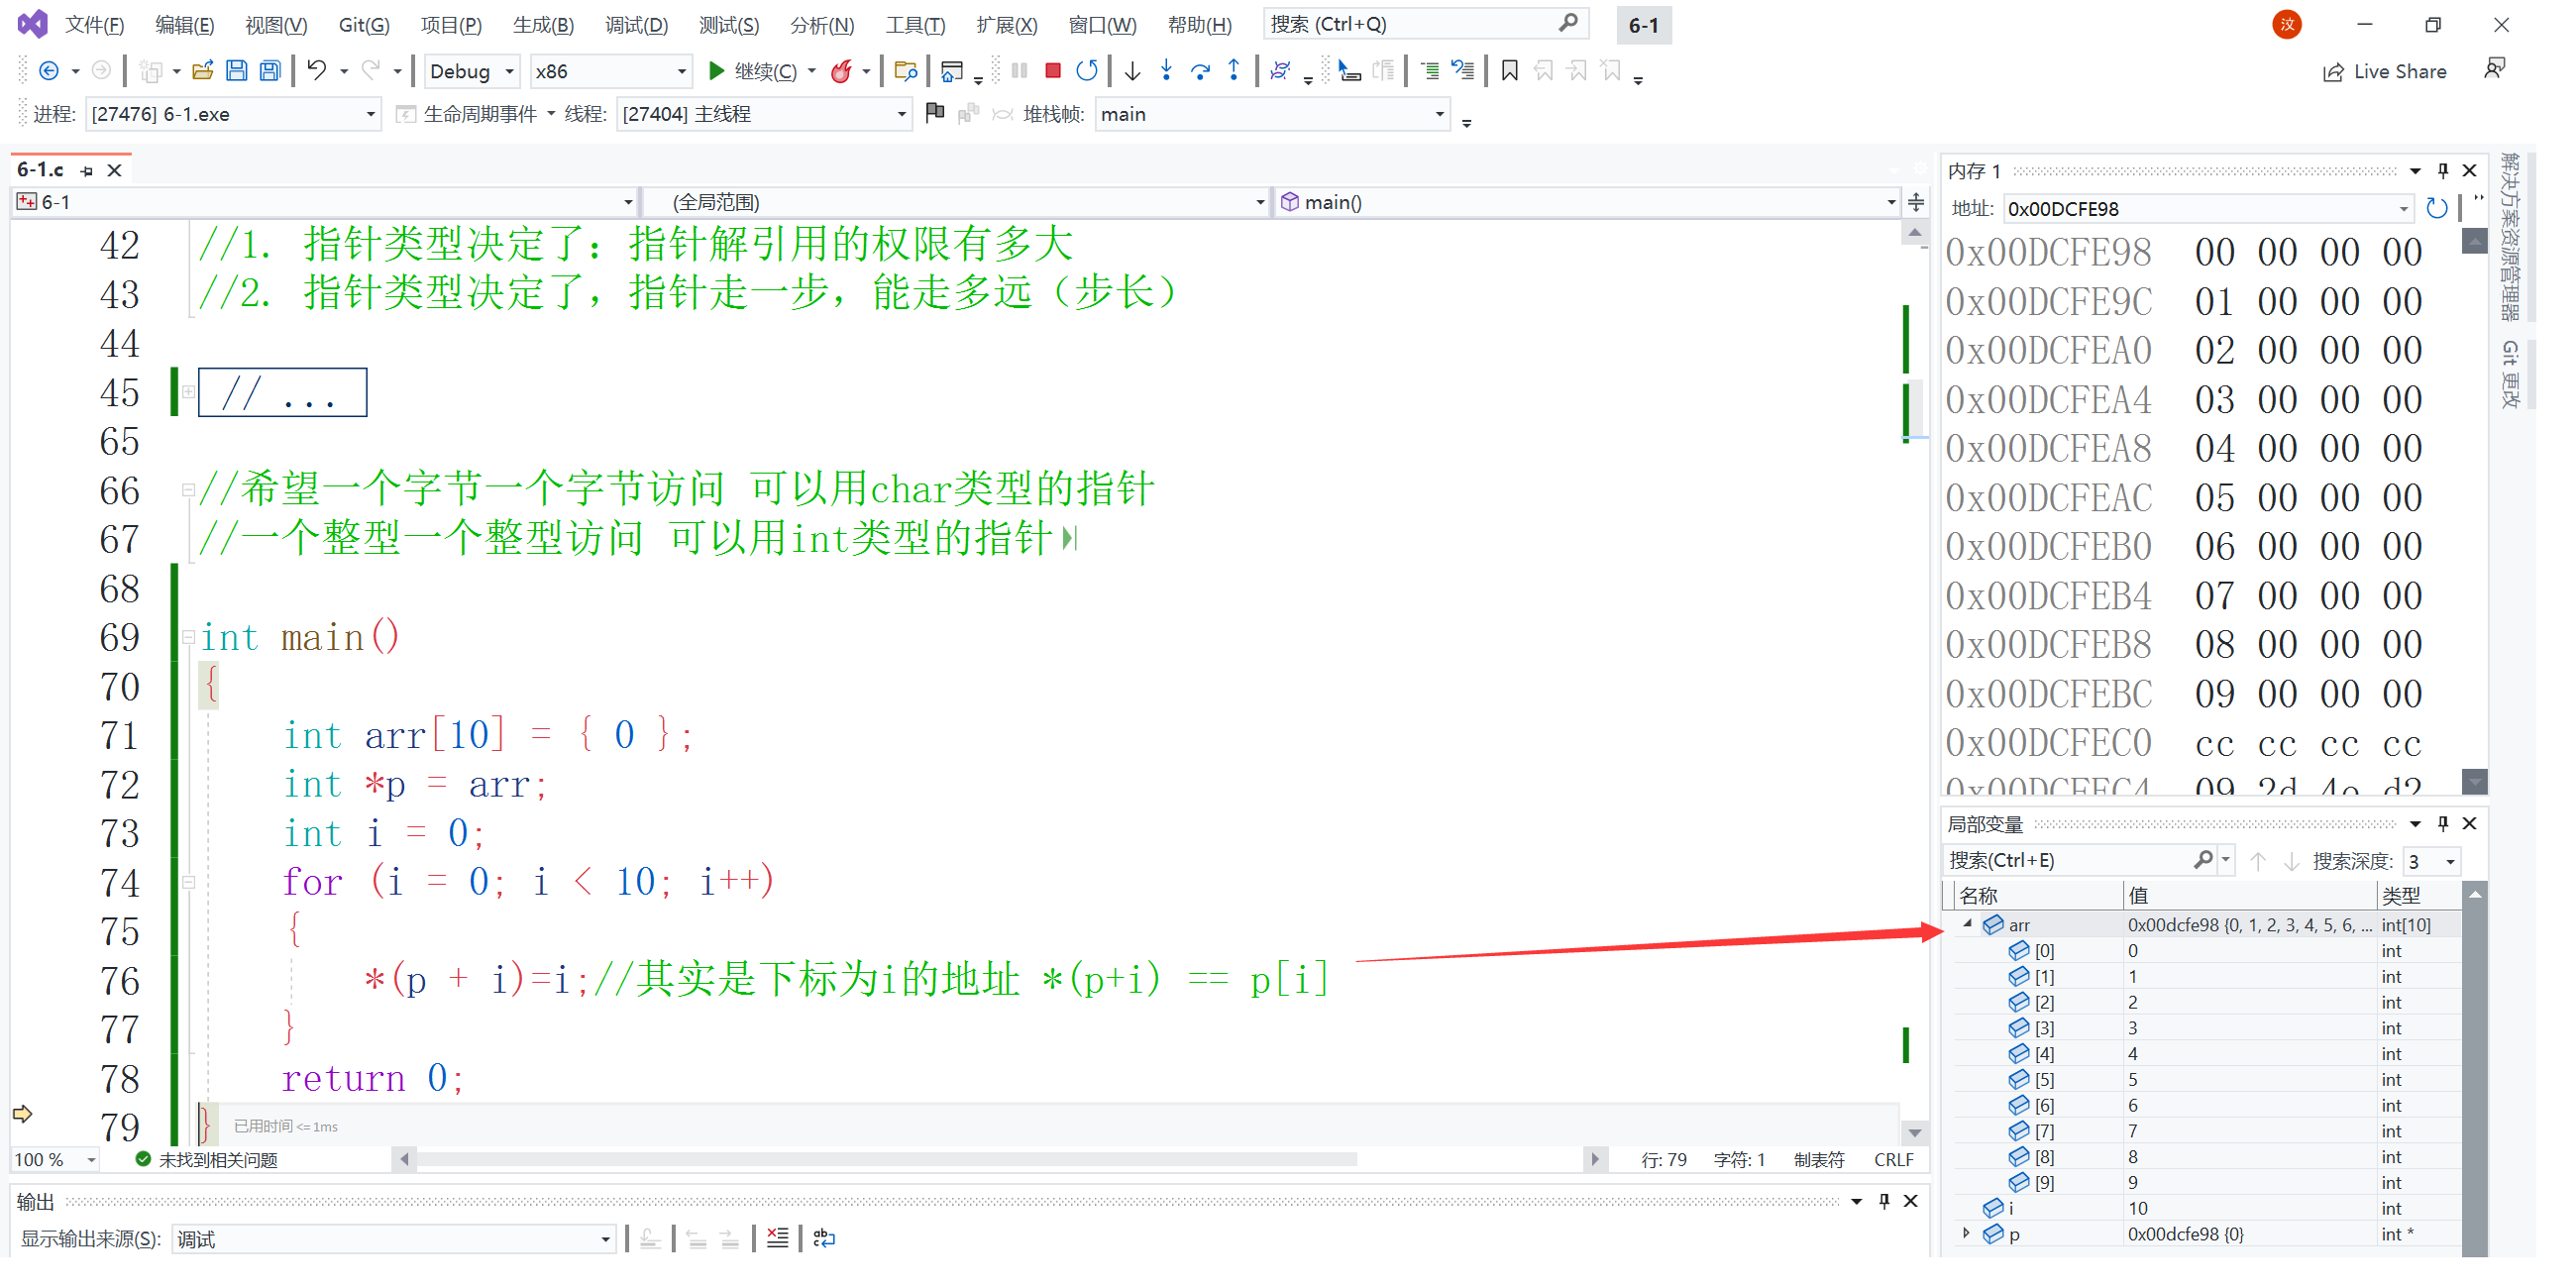 文件(F) 编辑(E) 视图(V) Git(G) 项目(P) 生成(B) 调试(D) 测试(S) 分析(N) 工具(T) 扩展(X) 窗口(W) 帮助(H) 搜索 (Ctrl+Q) 6-1 汶
Debug x86 继续(C) Live Share
进程: [27476] 6-1.exe 生命周期事件 线程: [27404] 主线程 堆栈帧: main
6-1.c
6-1 (全局范围) main()
42 //1. 指针类型决定了：指针解引用的权限有多大
43 //2. 指针类型决定了，指针走一步，能走多远（步长）
44
45 // ...
65
66 //希望一个字节一个字节访问 可以用char类型的指针
67 //一个整型一个整型访问 可以用int类型的指针
68
69 int main()
70 {
71 int arr[10] = { 0 };
72 int *p = arr;
73 int i = 0;
74 for (i = 0; i < 10; i++)
75 {
76 *(p + i)=i;//其实是下标为i的地址 *(p+i) == p[i]
77 }
78 return 0;
79 } 已用时间 <= 1ms
100 % 未找到相关问题 行: 79 字符: 1 制表符 CRLF
输出
显示输出来源(S): 调试
内存 1
地址: 0x00DCFE98
0x00DCFE98 00 00 00 00
0x00DCFE9C 01 00 00 00
0x00DCFEA0 02 00 00 00
0x00DCFEA4 03 00 00 00
0x00DCFEA8 04 00 00 00
0x00DCFEAC 05 00 00 00
0x00DCFEB0 06 00 00 00
0x00DCFEB4 07 00 00 00
0x00DCFEB8 08 00 00 00
0x00DCFEBC 09 00 00 00
0x00DCFEC0 cc cc cc cc
0x00DCFEC4 09 2d 4e d2
局部变量
搜索(Ctrl+E) 搜索深度: 3
名称 值 类型
arr 0x00dcfe98 {0, 1, 2, 3, 4, 5, 6, ... int[10]
[0] 0 int
[1] 1 int
[2] 2 int
[3] 3 int
[4] 4 int
[5] 5 int
[6] 6 int
[7] 7 int
[8] 8 int
[9] 9 int
i 10 int
p 0x00dcfe98 {0} int *
解决方案资源管理器
Git 更改